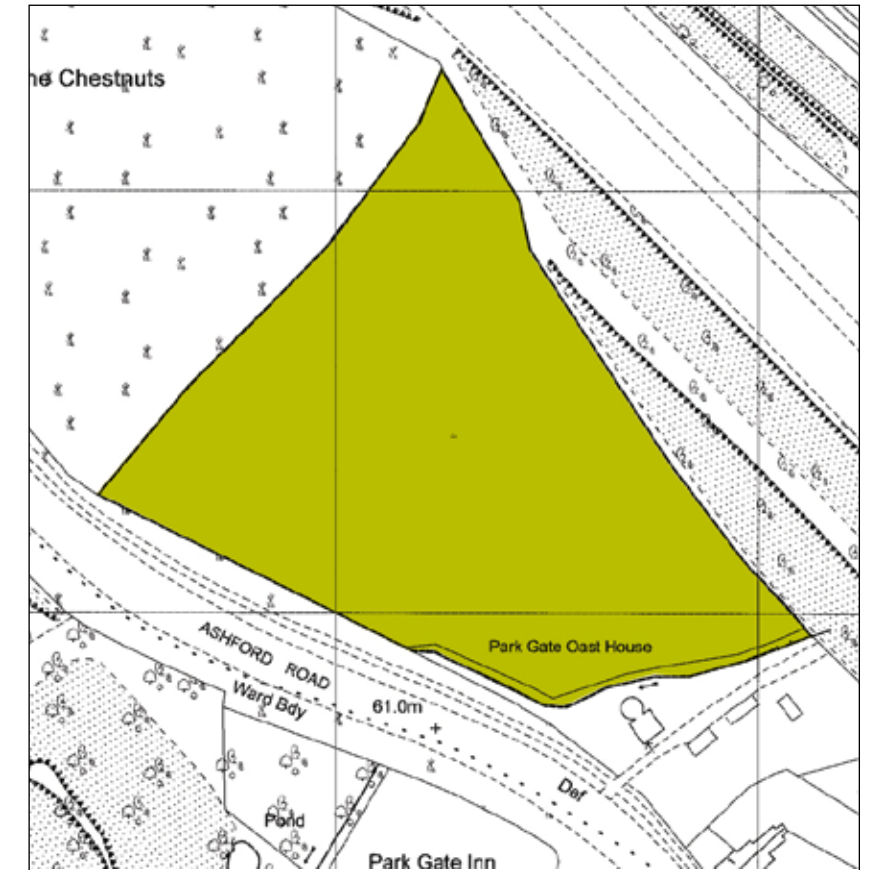 he Chestnuts
Park Gate Oast House
ASHFORD ROAD
Ward Bdy
61.0m
Def
Pond
Park Gate Inn